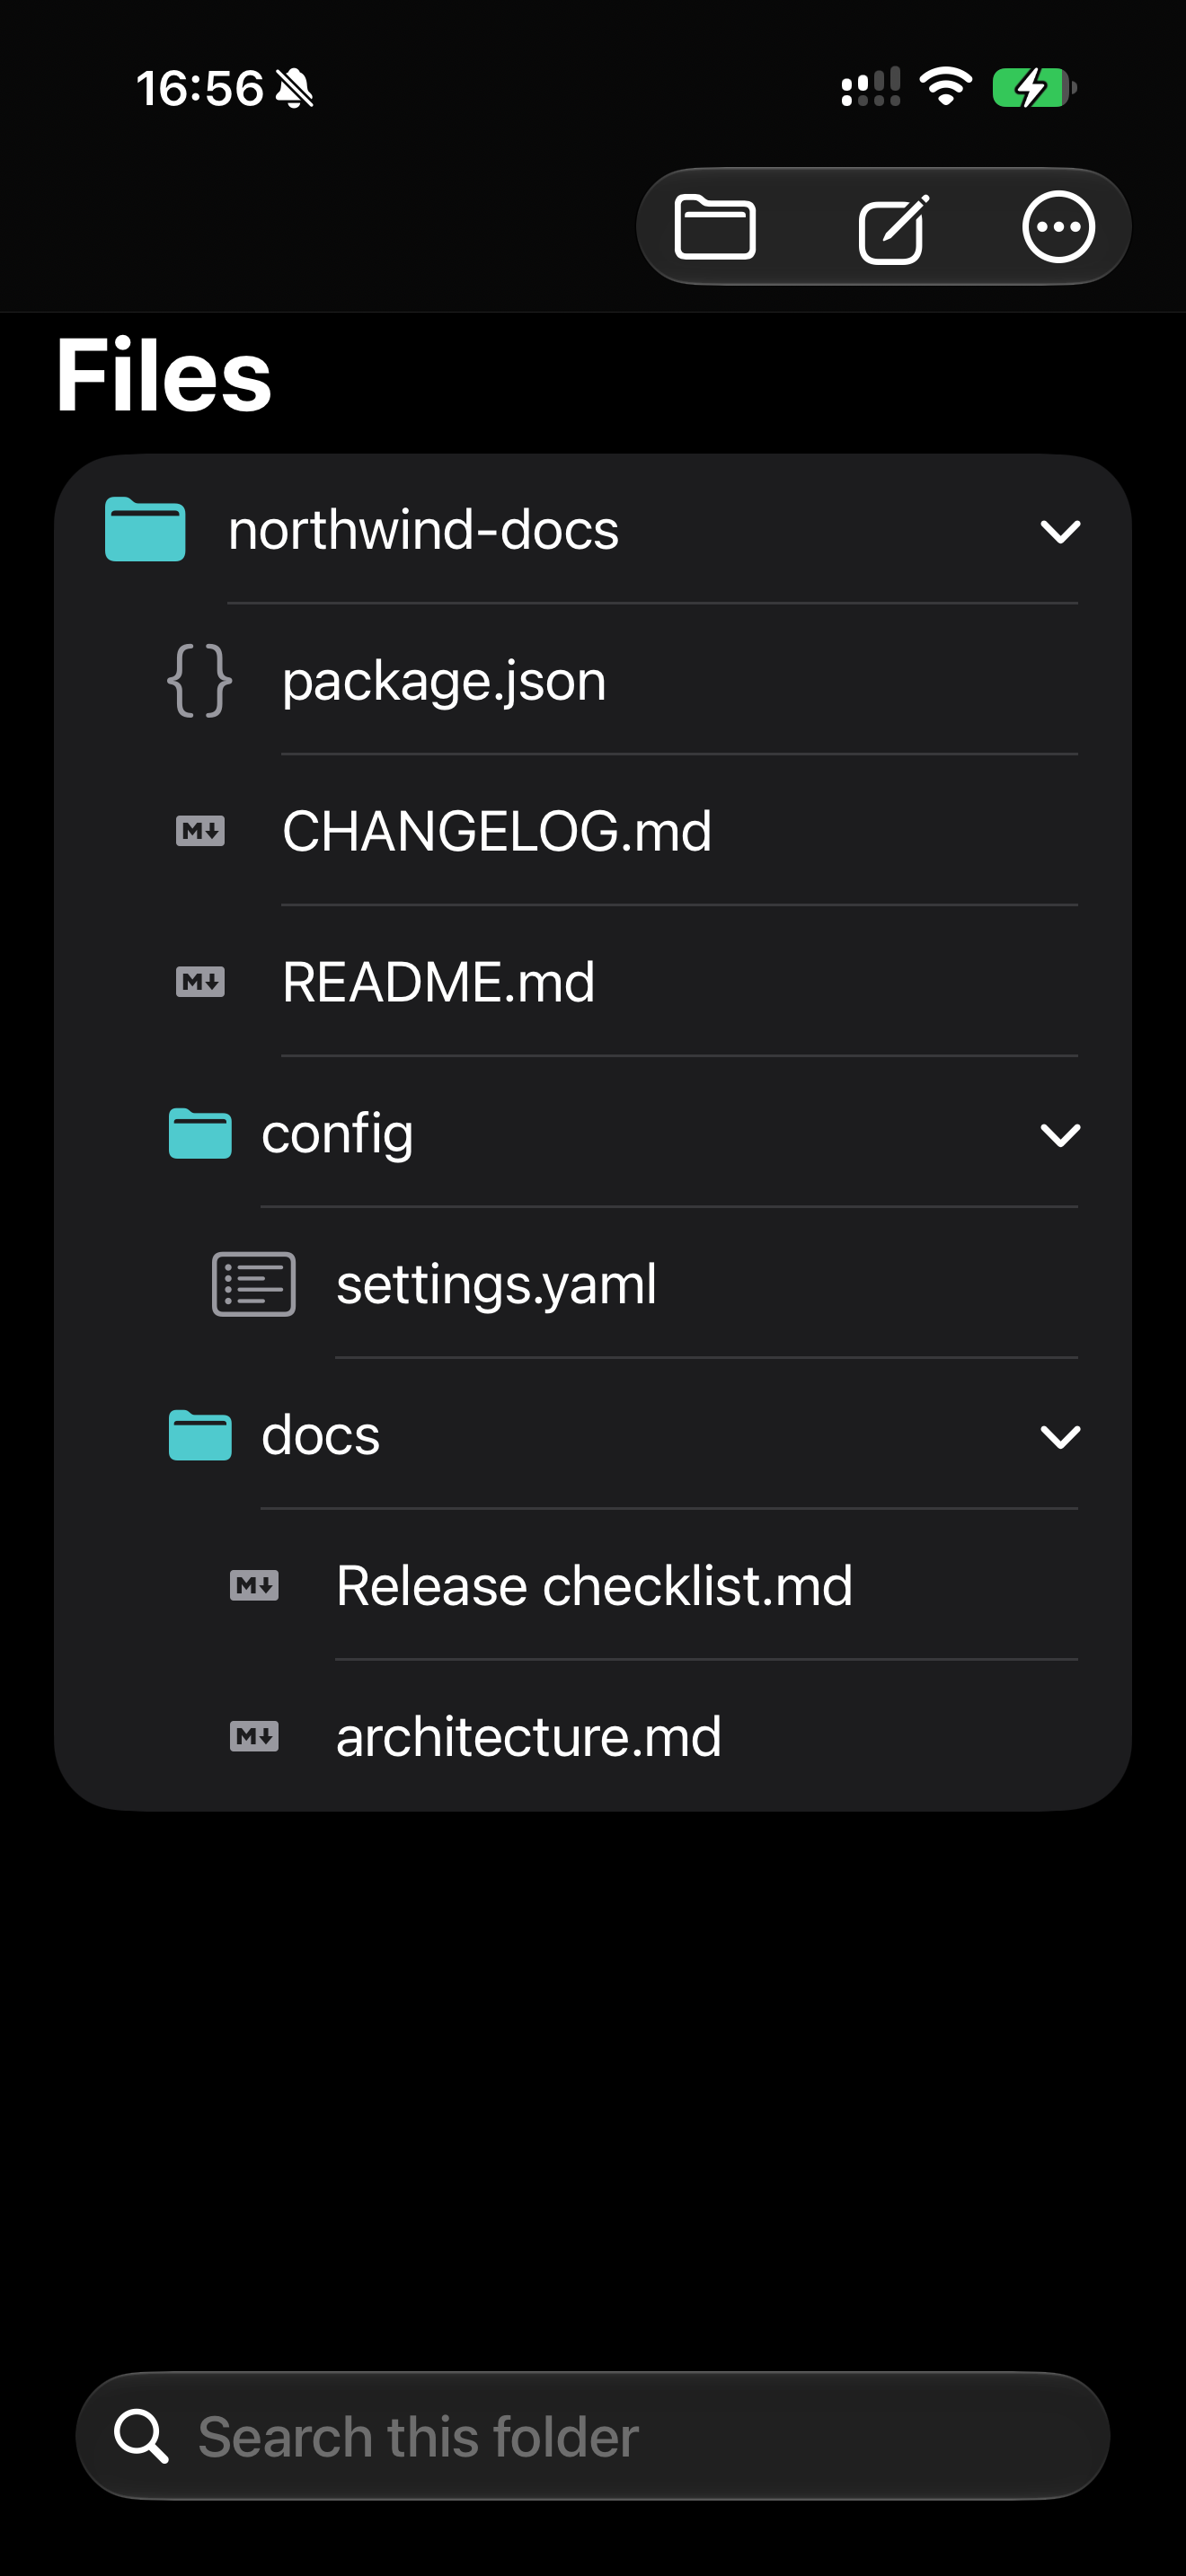 16:56
Files
northwind-docs
package.json
CHANGELOG.md
README.md
config
settings.yaml
docs
Release checklist.md
architecture.md
Search this folder